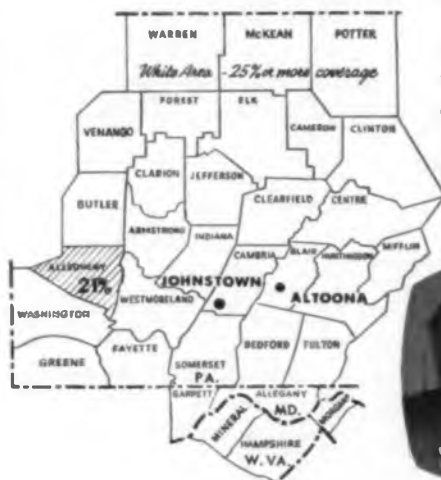 WARREN McKEAN POTTER
White Area - 25% or more coverage
FOREST ELK
VENANGO CAMERON CLINTON
CLARION JEFFERSON
CLEARFIELD CENTRE
BUTLER
ARMSTRONG INDIANA MIFFLIN
CAMBRIA BLAIR HUNTINGDON
ALLEGHENY
21% JOHNSTOWN ALTOONA
WESTMORELAND
WASHINGTON
GREENE FAYETTE SOMERSET BEDFORD FULTON
PA.
GARRETT ALLEGANY
MD.
MINERAL MORGAN
HAMPSHIRE
W. VA.